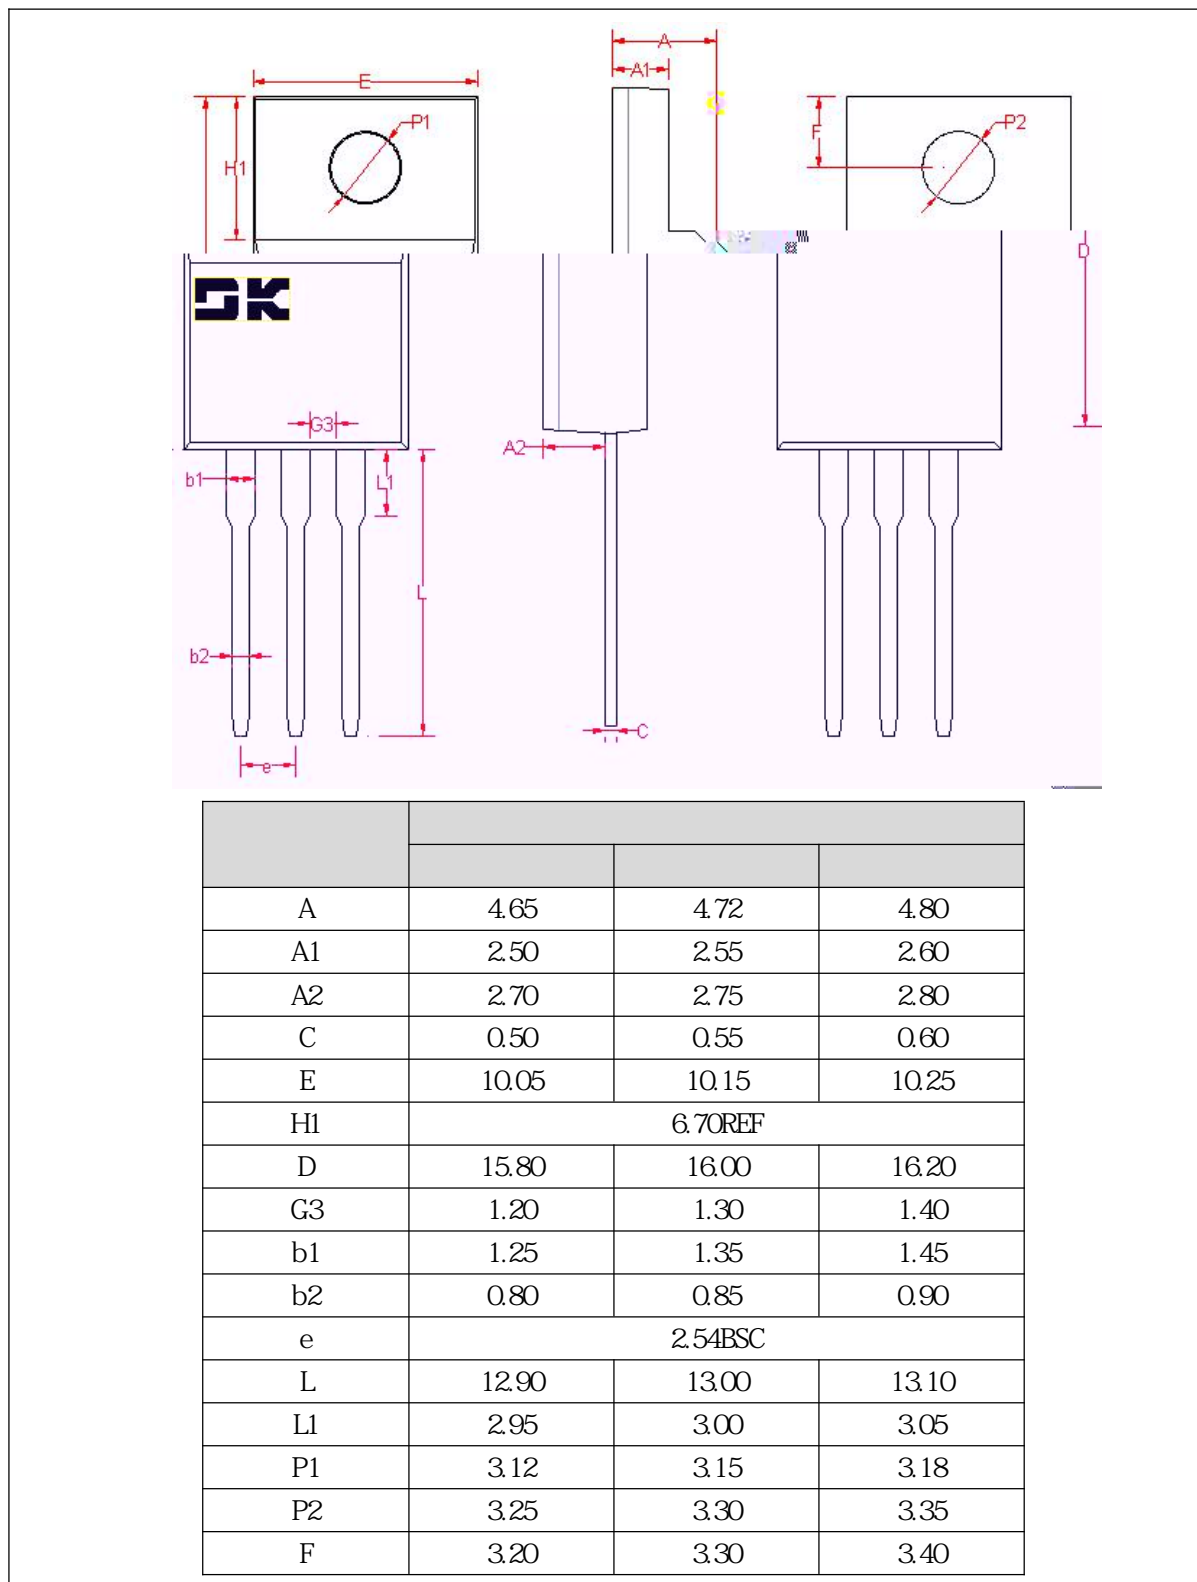 A
A1
E
P1
F
P2
H1
D
DK
G3
A2
b1
L1
L
b2
C
e
A 4.65 4.72 4.80
A1 2.50 2.55 2.60
A2 2.70 2.75 2.80
C 0.50 0.55 0.60
E 10.05 10.15 10.25
H1 6.70REF
D 15.80 16.00 16.20
G3 1.20 1.30 1.40
b1 1.25 1.35 1.45
b2 0.80 0.85 0.90
e 2.54BSC
L 12.90 13.00 13.10
L1 2.95 3.00 3.05
P1 3.12 3.15 3.18
P2 3.25 3.30 3.35
F 3.20 3.30 3.40